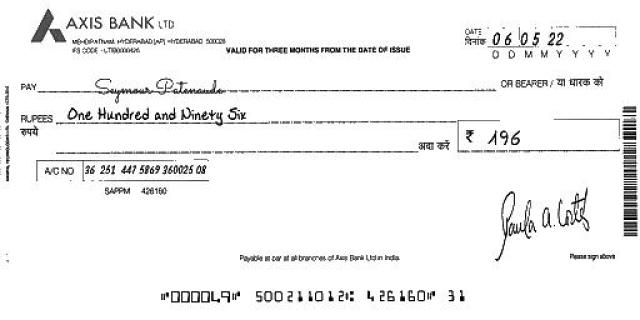 AXIS BANK LTD
MEHDIPATNAM, HYDERABAD [AP] HYDERABAD 500028
IFS CODE - UTIB0000426
VALID FOR THREE MONTHS FROM THE DATE OF ISSUE
DATE दिनांक 06 05 22
D D M M Y Y Y Y
PAY Seymour Patenaude OR BEARER / या धारक को
RUPEES One Hundred and Ninety Six
रुपये अदा करें ₹ 196
A/C NO 36 251 447 5869 360025 08
SAPPM 426160
Paula A. Cortes
Payable at par at all branches of Axis Bank Ltd in India.
Please sign above
⑈000049⑈ 500211012⑆ 426160⑈ 31